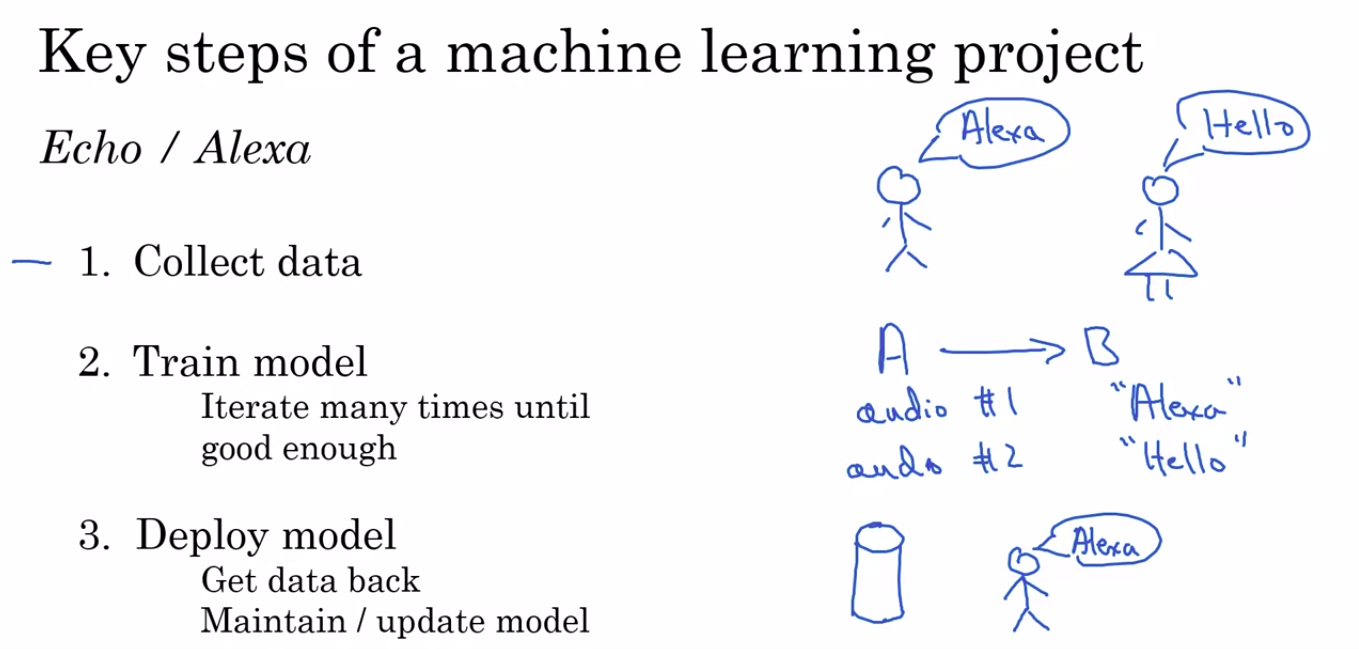 Key steps of a machine learning project
Echo / Alexa
Alexa
Hello
1. Collect data
2. Train model
Iterate many times until
good enough
A B
audio #1 "Alexa"
audo #2 "Hello"
3. Deploy model
Get data back
Maintain / update model
Alexa